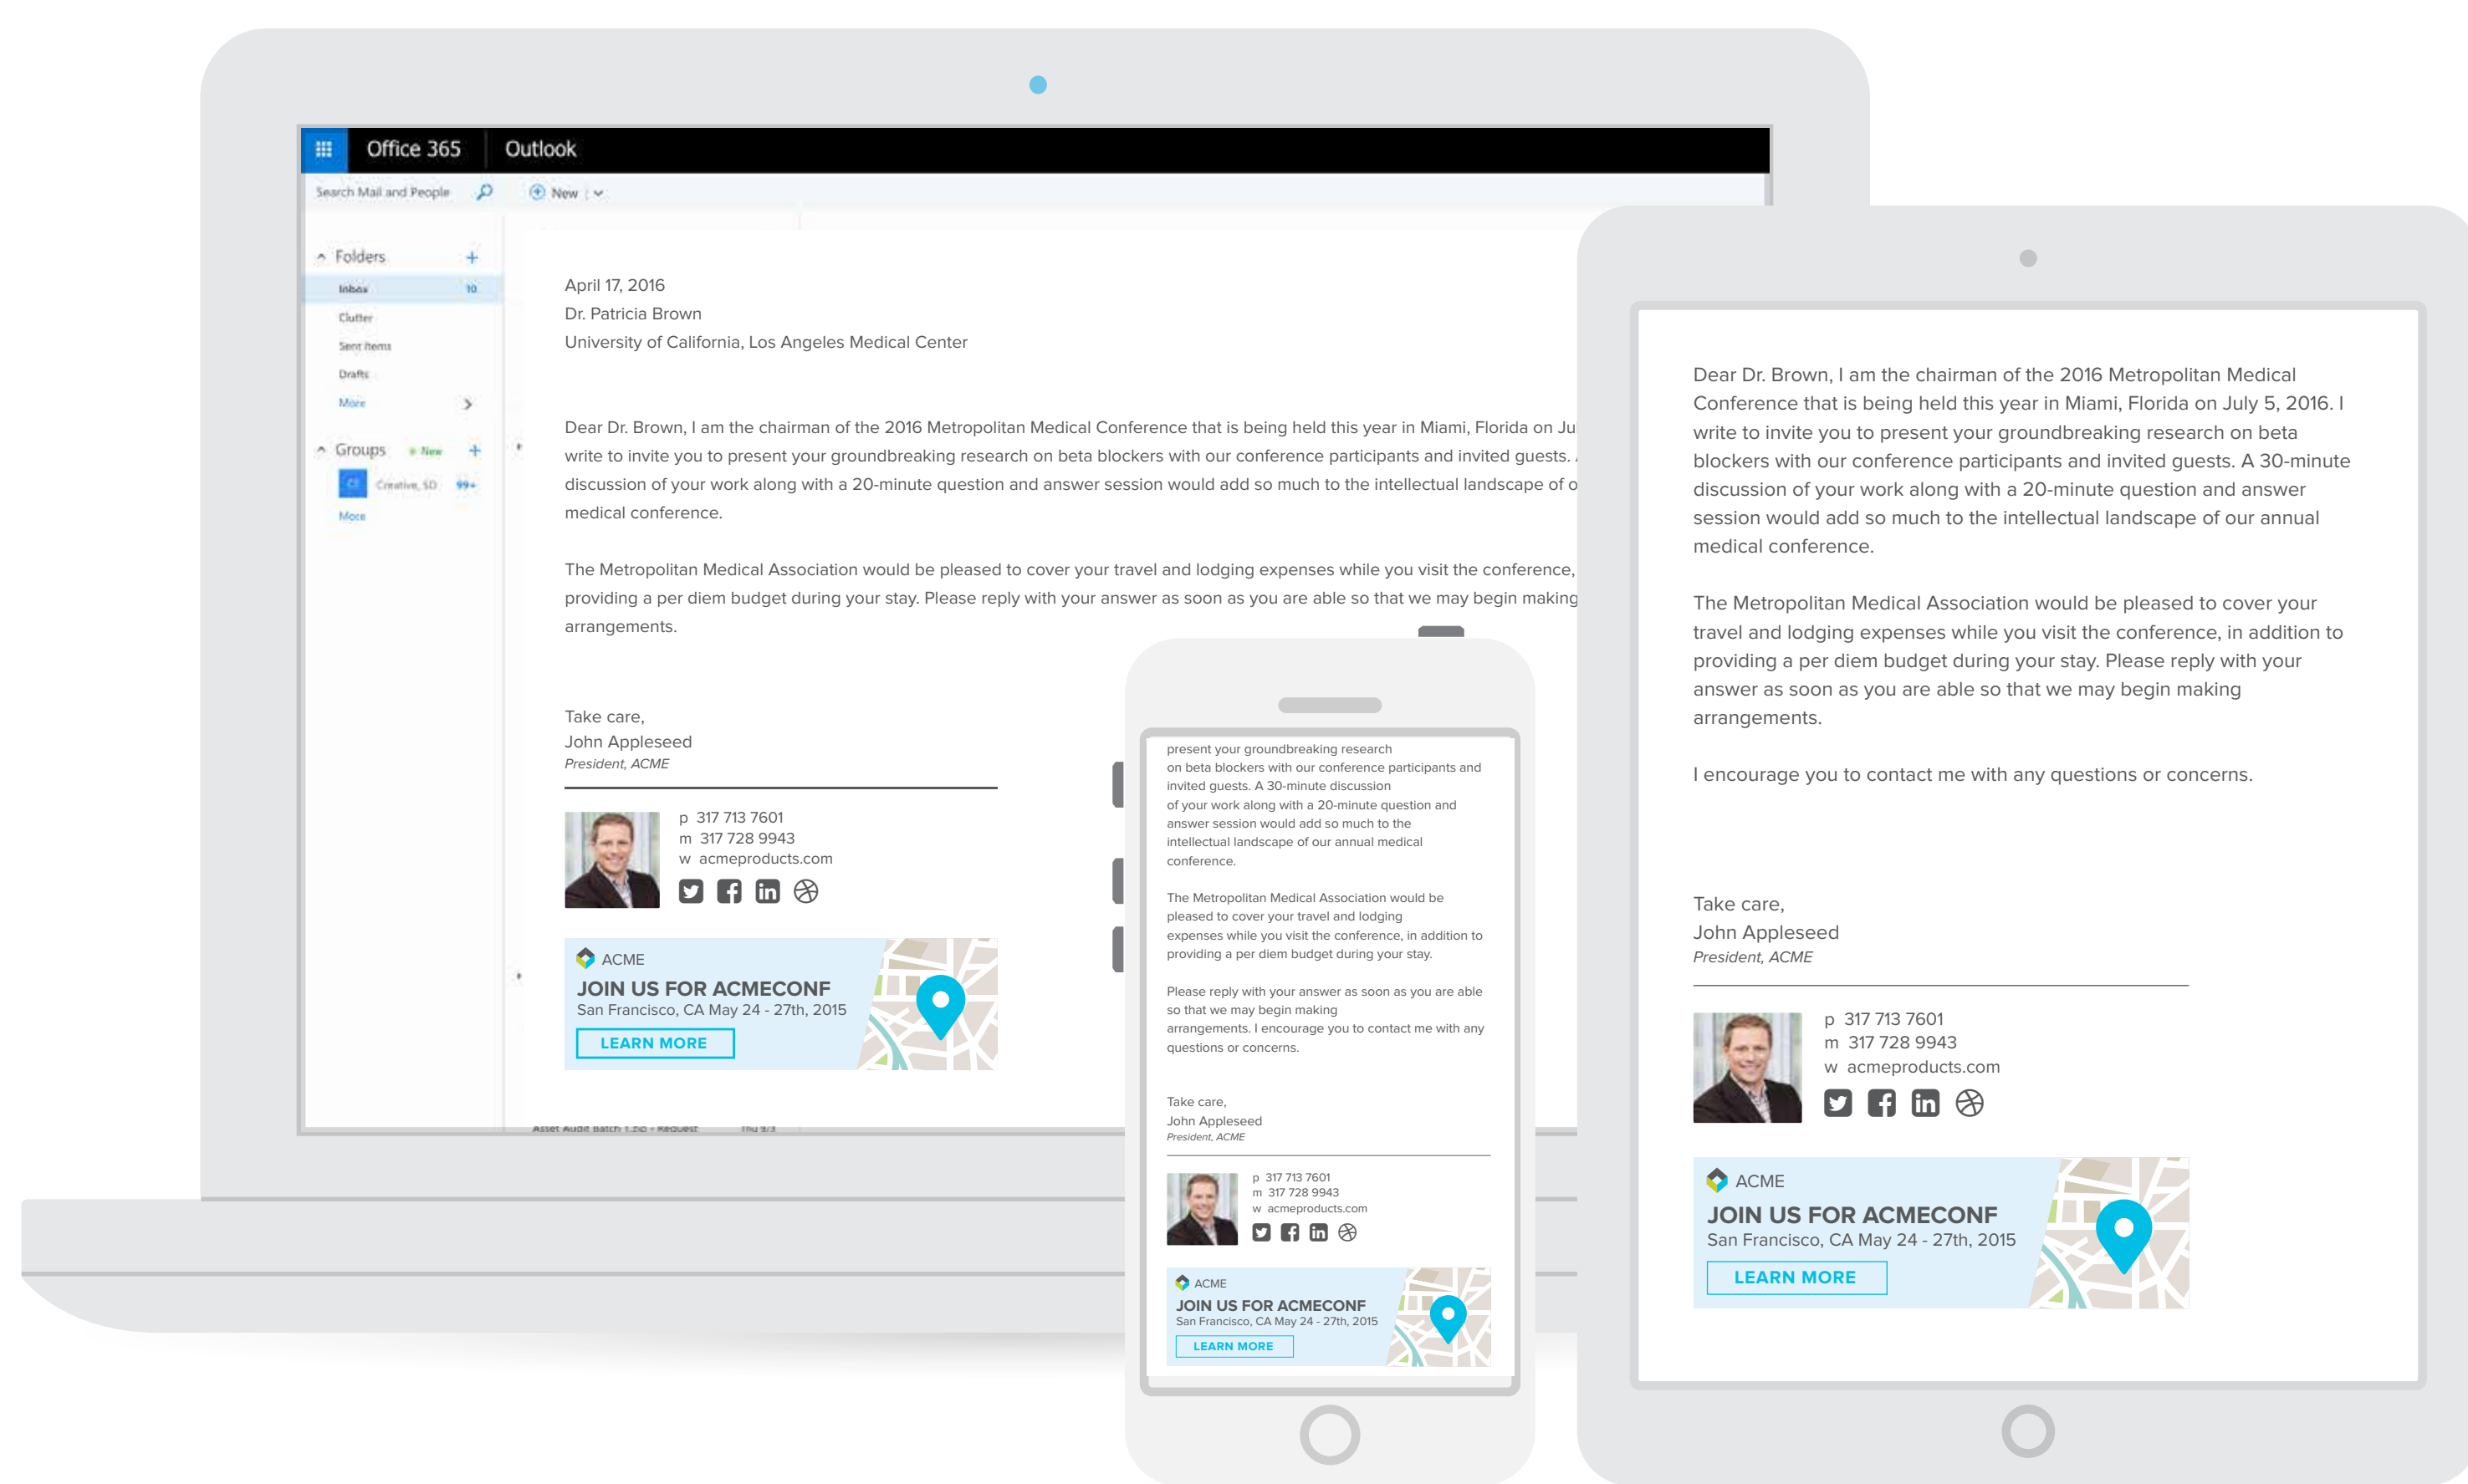 Office 365
Outlook
Search Mail and People
New
Folders
Inbox 10
Clutter
Sent Items
Drafts
More
Groups New
Creative, SD 99+
More
April 17, 2016
Dr. Patricia Brown
University of California, Los Angeles Medical Center
Dear Dr. Brown, I am the chairman of the 2016 Metropolitan Medical Conference that is being held this year in Miami, Florida on Ju
write to invite you to present your groundbreaking research on beta blockers with our conference participants and invited guests.
discussion of your work along with a 20-minute question and answer session would add so much to the intellectual landscape of o
medical conference.
The Metropolitan Medical Association would be pleased to cover your travel and lodging expenses while you visit the conference,
providing a per diem budget during your stay. Please reply with your answer as soon as you are able so that we may begin making
arrangements.
Take care,
John Appleseed
President, ACME
p 317 713 7601
m 317 728 9943
w acmeproducts.com
ACME
JOIN US FOR ACMECONF
San Francisco, CA May 24 - 27th, 2015
LEARN MORE
Asset Audit Batch 1.zip - Request Thu 9/3
present your groundbreaking research
on beta blockers with our conference participants and
invited guests. A 30-minute discussion
of your work along with a 20-minute question and
answer session would add so much to the
intellectual landscape of our annual medical
conference.
The Metropolitan Medical Association would be
pleased to cover your travel and lodging
expenses while you visit the conference, in addition to
providing a per diem budget during your stay.
Please reply with your answer as soon as you are able
so that we may begin making
arrangements. I encourage you to contact me with any
questions or concerns.
Take care,
John Appleseed
President, ACME
p 317 713 7601
m 317 728 9943
w acmeproducts.com
ACME
JOIN US FOR ACMECONF
San Francisco, CA May 24 - 27th, 2015
LEARN MORE
Dear Dr. Brown, I am the chairman of the 2016 Metropolitan Medical
Conference that is being held this year in Miami, Florida on July 5, 2016. I
write to invite you to present your groundbreaking research on beta
blockers with our conference participants and invited guests. A 30-minute
discussion of your work along with a 20-minute question and answer
session would add so much to the intellectual landscape of our annual
medical conference.
The Metropolitan Medical Association would be pleased to cover your
travel and lodging expenses while you visit the conference, in addition to
providing a per diem budget during your stay. Please reply with your
answer as soon as you are able so that we may begin making
arrangements.
I encourage you to contact me with any questions or concerns.
Take care,
John Appleseed
President, ACME
p 317 713 7601
m 317 728 9943
w acmeproducts.com
ACME
JOIN US FOR ACMECONF
San Francisco, CA May 24 - 27th, 2015
LEARN MORE